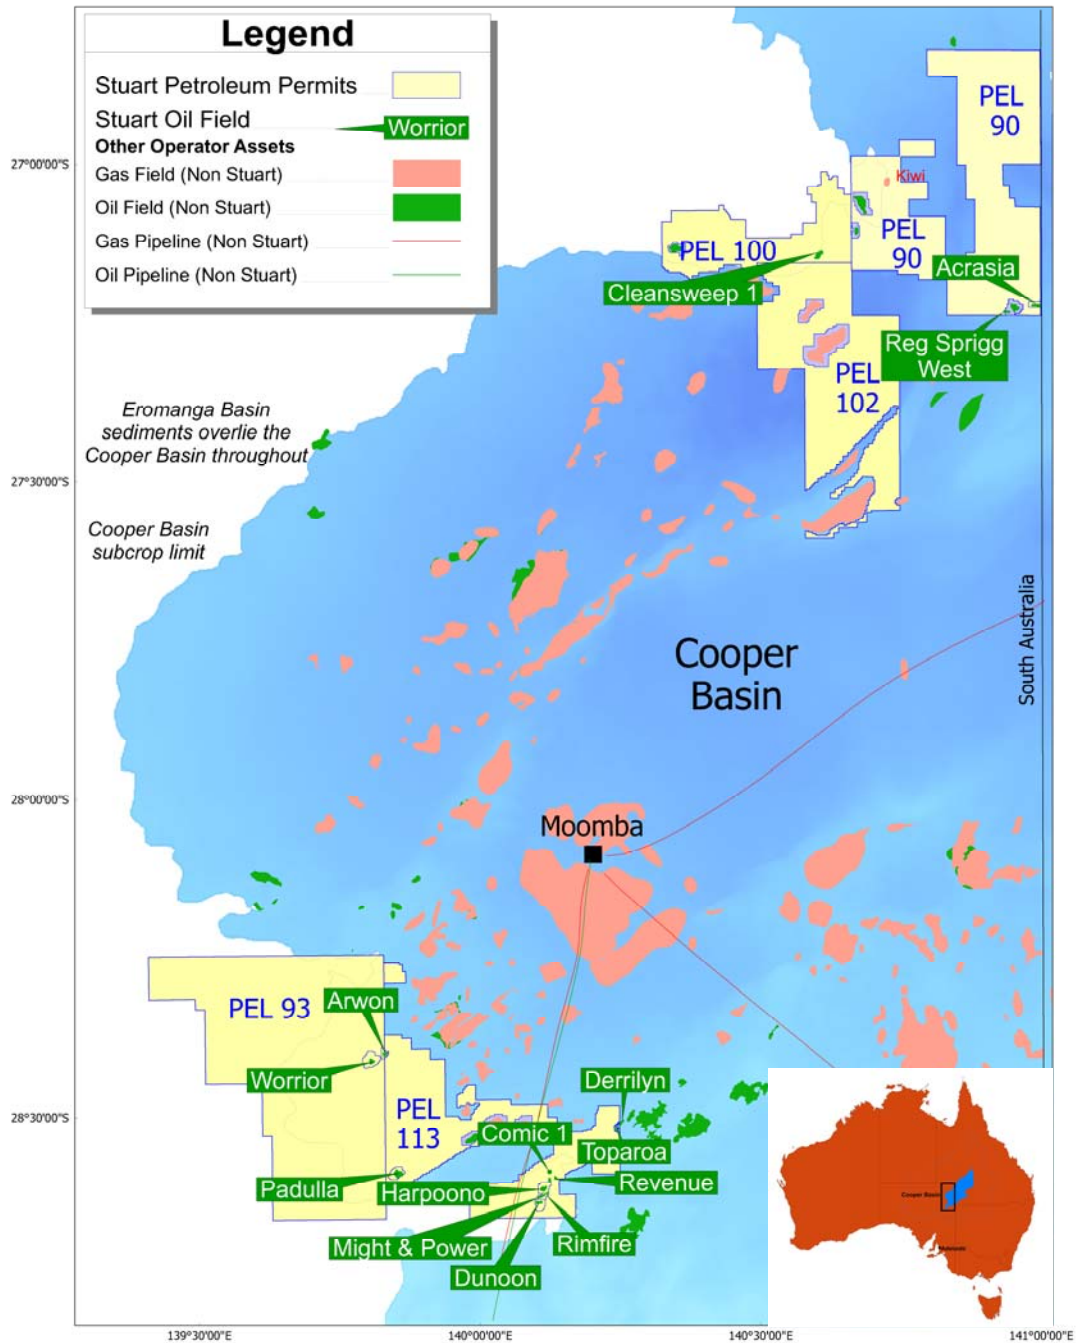 Legend
Stuart Petroleum Permits
Stuart Oil Field
Worrior
Other Operator Assets
Gas Field (Non Stuart)
Oil Field (Non Stuart)
Gas Pipeline (Non Stuart)
Oil Pipeline (Non Stuart)
PEL
90
27°00'00"S
Kiwi
PEL 100
PEL
90
Acrasia
Cleansweep 1
Reg Sprigg
West
PEL
102
Eromanga Basin
sediments overlie the
Cooper Basin throughout
27°30'00"S
Cooper Basin
subcrop limit
South Australia
Cooper
Basin
28°00'00"S
Moomba
PEL 93
Arwon
Worrior
Derrilyn
28°30'00"S
PEL
113
Comic 1
Toparoa
Padulla
Harpoono
Revenue
Might & Power
Rimfire
Dunoon
Cooper Basin
139°30'00"E
140°00'00"E
140°30'00"E
141°00'00"E